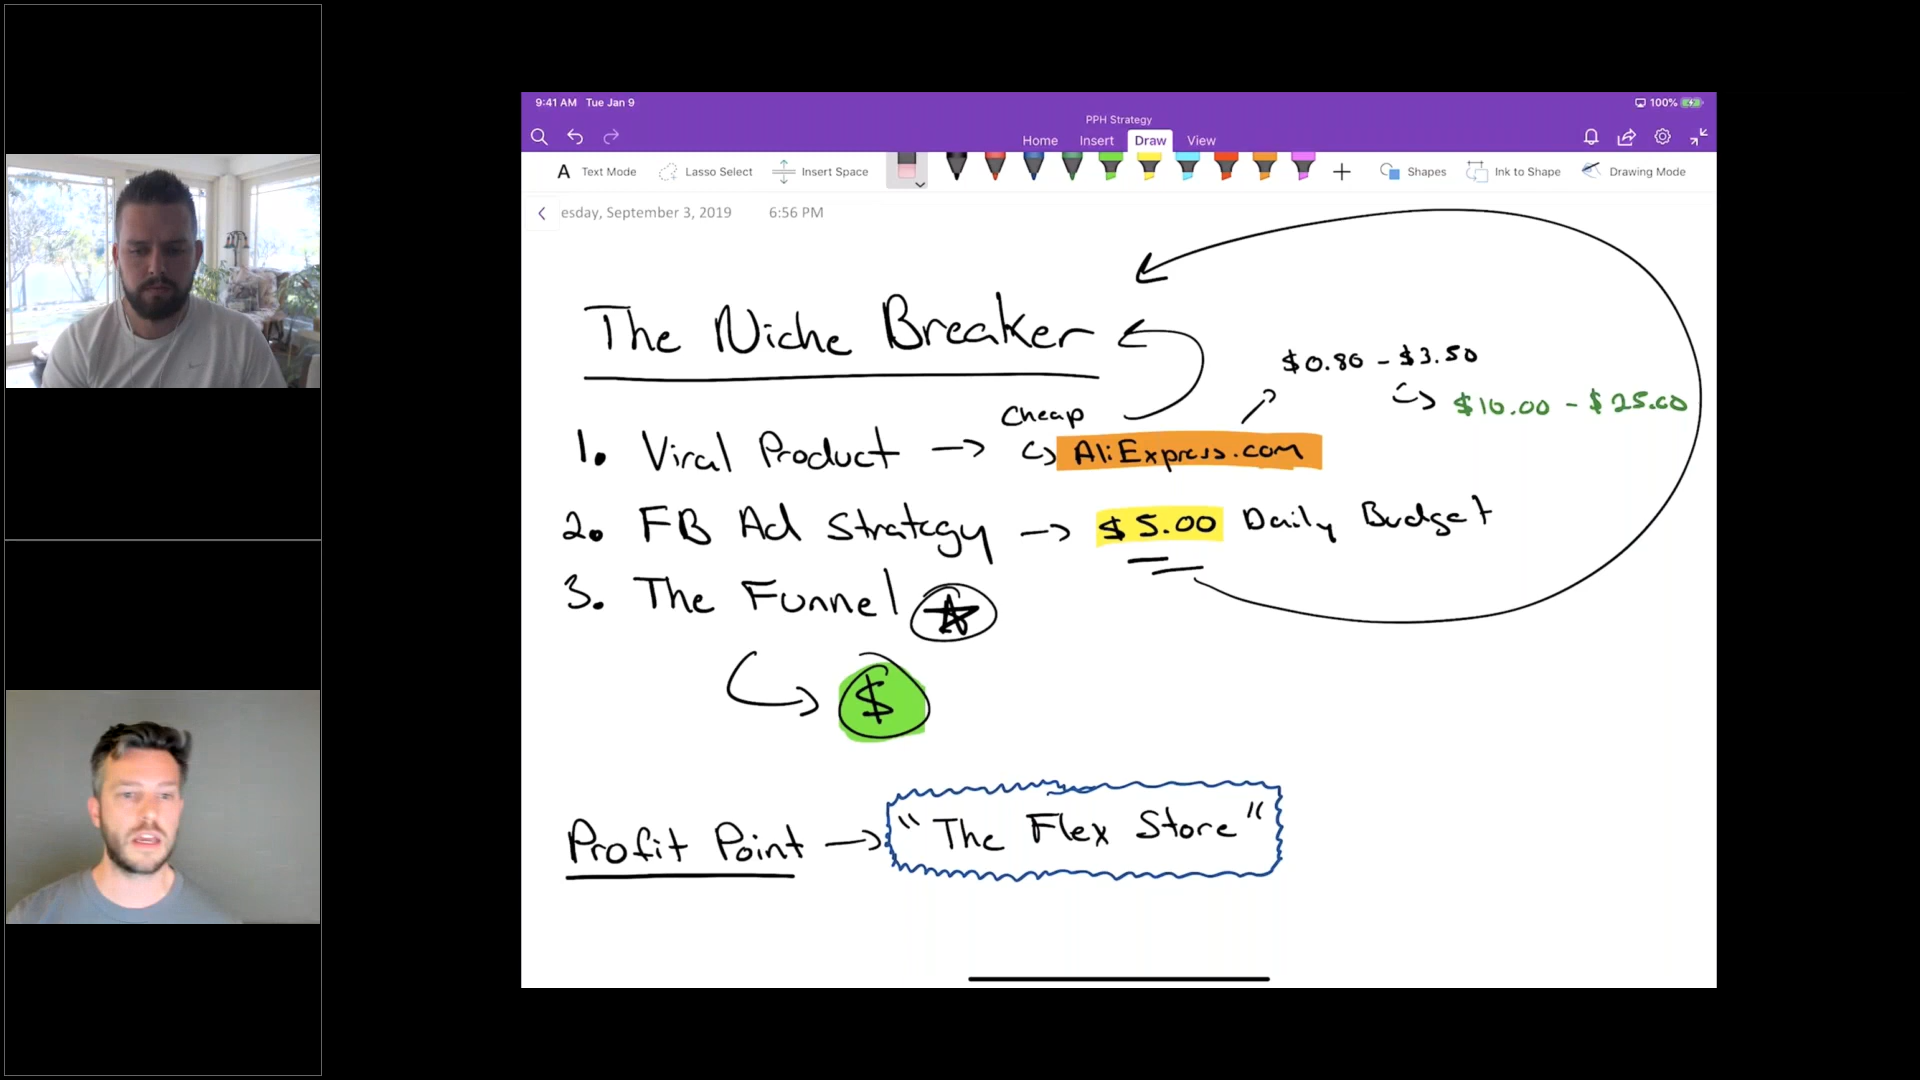 9:41 AM Tue Jan 9
100%
PPH Strategy
Home Insert Draw View
A Text Mode Lasso Select Insert Space Shapes Ink to Shape Drawing Mode
esday, September 3, 2019 6:56 PM
The Niche Breaker
$0.80 - $3.50
$10.00 - $25.00
Cheap
1. Viral Product → AliExpress.com
2. FB Ad Strategy → $5.00 Daily Budget
3. The Funnel
$
Profit Point → "The Flex Store"